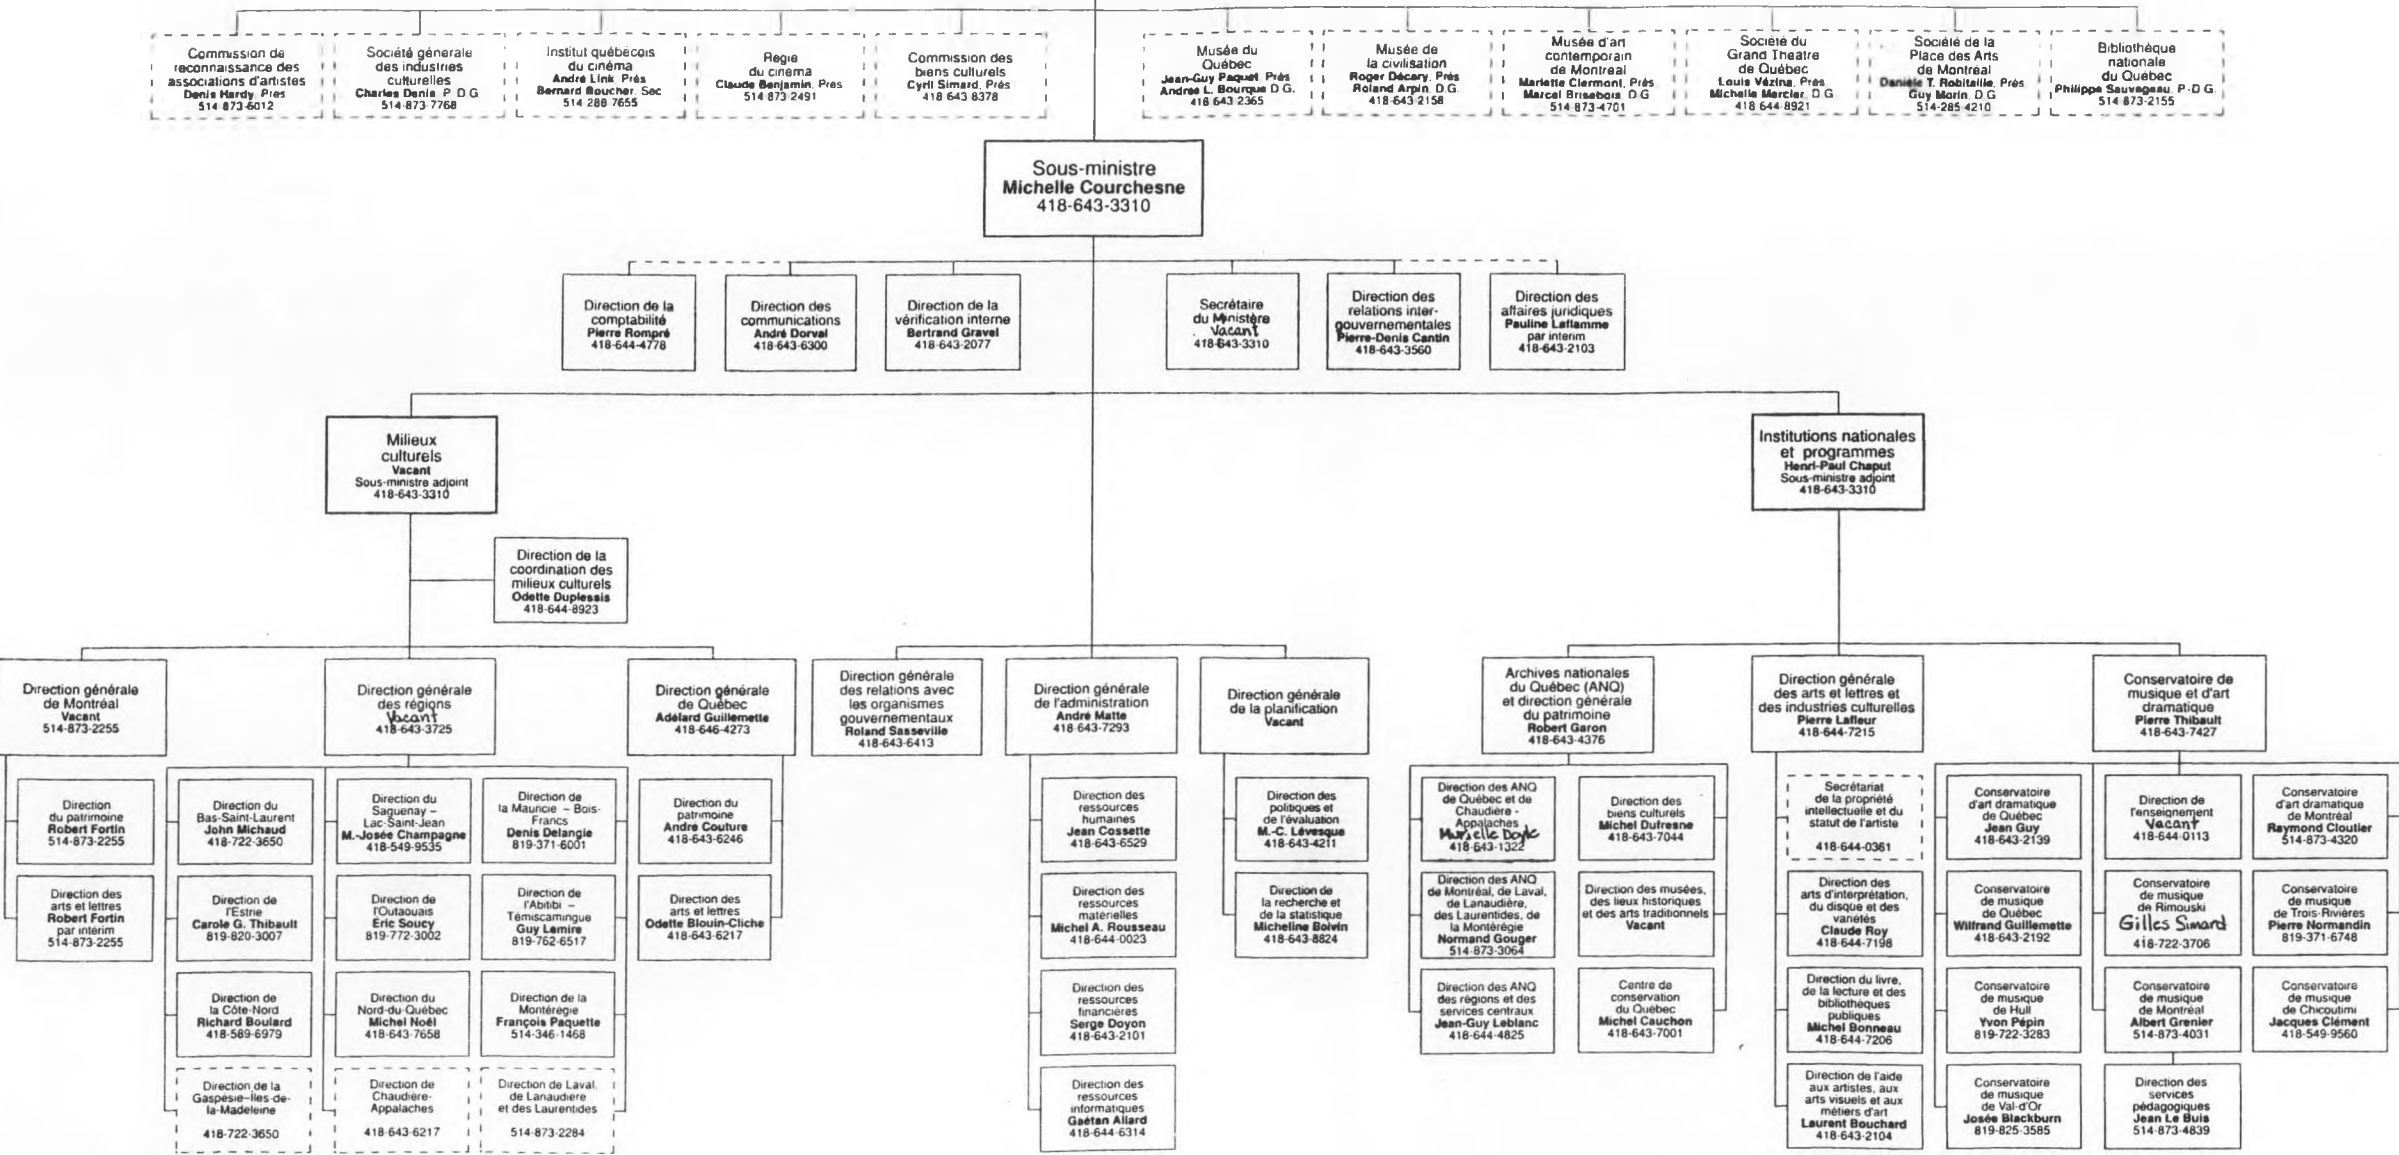 Commission de
reconnaissance des
associations d'artistes
Denis Hardy, Prés
514-873-6012
Société générale
des industries
culturelles
Charles Denis, P.D.G
514-873-7768
Institut québécois
du cinéma
André Link, Prés
Bernard Boucher, Sec
514 288 7655
Régie
du cinéma
Claude Benjamin, Prés
514 873 2491
Commission des
biens culturels
Cyril Simard, Prés
418 643 8378
Musée du
Québec
Jean-Guy Paquet, Prés
André L. Bourque D.G.
418 643 2365
Musée de
la civilisation
Roger Décary, Prés
Roland Arpin, D.G.
418-643-2158
Musée d'art
contemporain
de Montréal
Mariette Clermont, Prés
Marcel Brisebois, D.G
514-873-4701
Société du
Grand Théâtre
de Québec
Louis Vézina, Prés
Michelle Mercier, D.G
418 644-8921
Société de la
Place des Arts
de Montréal
Danièle T. Robitaille, Prés
Guy Morin, D.G
514-285-4210
Bibliothèque
nationale
du Québec
Philippe Sauvageau, P.D.G
514 873-2155
Sous-ministre
Michelle Courchesne
418-643-3310
Direction de la
comptabilité
Pierre Rompré
418-644-4778
Direction des
communications
André Dorval
418-643-6300
Direction de la
vérification interne
Bertrand Gravel
418-643-2077
Secrétaire
du Ministère
Vacant
418-643-3310
Direction des
relations inter-
gouvernementales
Pierre-Denis Cantin
418-643-3560
Direction des
affaires juridiques
Pauline Laflamme
par intérim
418-643-2103
Milieux
culturels
Vacant
Sous-ministre adjoint
418-643-3310
Institutions nationales
et programmes
Henri-Paul Chaput
Sous-ministre adjoint
418-643-3310
Direction de la
coordination des
milieux culturels
Odette Duplessis
418-644-8923
Direction générale
de Montréal
Vacant
514-873-2255
Direction générale
des régions
Vacant
418-643-3725
Direction générale
de Québec
Adélard Guillemette
418-646-4273
Direction générale
des relations avec
les organismes
gouvernementaux
Roland Sasseville
418-643-6413
Direction générale
de l'administration
André Matte
418-643-7293
Direction générale
de la planification
Vacant
Archives nationales
du Québec (ANQ)
et direction générale
du patrimoine
Robert Garon
418-643-4376
Direction générale
des arts et lettres et
des industries culturelles
Pierre Lafleur
418-644-7215
Conservatoire de
musique et d'art
dramatique
Pierre Thibault
418-643-7427
Direction
du patrimoine
Robert Fortin
514-873-2255
Direction du
Bas-Saint-Laurent
John Michaud
418-722-3650
Direction du
Saguenay –
Lac-Saint-Jean
M.-Josée Champagne
418-549-9535
Direction de
la Mauricie – Bois-
Francs
Denis Delangie
819-371-6001
Direction du
patrimoine
André Couture
418-643-6246
Direction des
ressources
humaines
Jean Cossette
418-643-6529
Direction des
politiques et
de l'évaluation
M.-C. Lévesque
418-643-4211
Direction des ANQ
de Québec et de
Chaudière -
Appalaches
Murielle Doyle
418-643-1322
Direction des
biens culturels
Michel Dufresne
418-643-7044
Secrétariat
de la propriété
intellectuelle et du
statut de l'artiste
418-644-0361
Conservatoire
d'art dramatique
de Québec
Jean Guy
418-643-2139
Direction de
l'enseignement
Vacant
418-644-0113
Conservatoire
d'art dramatique
de Montréal
Raymond Cloutier
514-873-4320
Direction des
arts et lettres
Robert Fortin
par intérim
514-873-2255
Direction de
l'Estrie
Carole G. Thibault
819-820-3007
Direction de
l'Outaouais
Eric Soucy
819-772-3002
Direction de
l'Abitibi –
Témiscamingue
Guy Lemire
819-762-6517
Direction des
arts et lettres
Odette Blouin-Cliche
418-643-6217
Direction des
ressources
matérielles
Michel A. Rousseau
418-644-0023
Direction de
la recherche et
de la statistique
Micheline Boivin
418-643-8824
Direction des ANQ
de Montréal, de Laval,
de Lanaudière,
des Laurentides, de
la Montérégie
Normand Gouger
514-873-3064
Direction des musées,
des lieux historiques
et des arts traditionnels
Vacant
Direction des
arts d'interprétation,
du disque et des
variétés
Claude Roy
418-644-7198
Conservatoire
de musique
de Québec
Wilfrand Guillemette
418-643-2192
Conservatoire
de musique
de Rimouski
Gilles Simard
418-722-3706
Conservatoire
de musique
de Trois-Rivières
Pierre Normandin
819-371-6748
Direction de
la Côte-Nord
Richard Boulard
418-589-6979
Direction du
Nord-du-Québec
Michel Noël
418-643-7658
Direction de la
Montérégie
François Paquette
514-346-1468
Direction des
ressources
financières
Serge Doyon
418-643-2101
Direction des ANQ
des régions et des
services centraux
Jean-Guy Leblanc
418-644-4825
Centre de
conservation
du Québec
Michel Cauchon
418-643-7001
Direction du livre,
de la lecture et des
bibliothèques
publiques
Michel Bonneau
418-644-7206
Conservatoire
de musique
de Hull
Yvon Pépin
819-722-3283
Conservatoire
de musique
de Montréal
Albert Grenier
514-873-4031
Conservatoire
de musique
de Chicoutimi
Jacques Clément
418-549-9560
Direction de la
Gaspésie–Iles-de-
la-Madeleine
418-722-3650
Direction de
Chaudière-
Appalaches
418-643-6217
Direction de Laval,
de Lanaudière
et des Laurentides
514-873-2284
Direction des
ressources
informatiques
Gaétan Allard
418-644-6314
Direction de l'aide
aux artistes, aux
arts visuels et aux
métiers d'art
Laurent Bouchard
418-643-2104
Conservatoire
de musique
de Val-d'Or
Josée Blackburn
819-825-3585
Direction des
services
pédagogiques
Jean Le Buis
514-873-4839